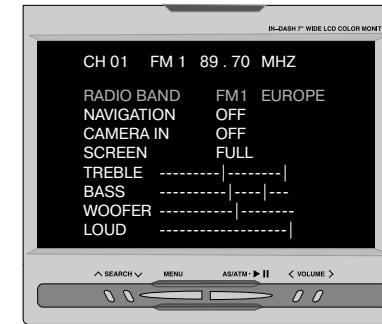 IN-DASH 7" WIDE LCD COLOR MONIT
CH 01 FM 1 89 . 70 MHZ
RADIO BAND FM1 EUROPE
NAVIGATION OFF
CAMERA IN OFF
SCREEN FULL
TREBLE ---------|--------|
BASS ----------|----|---
WOOFER -----------|--------
LOUD -------------------|
SEARCH MENU AS/ATM · ▶ II < VOLUME >